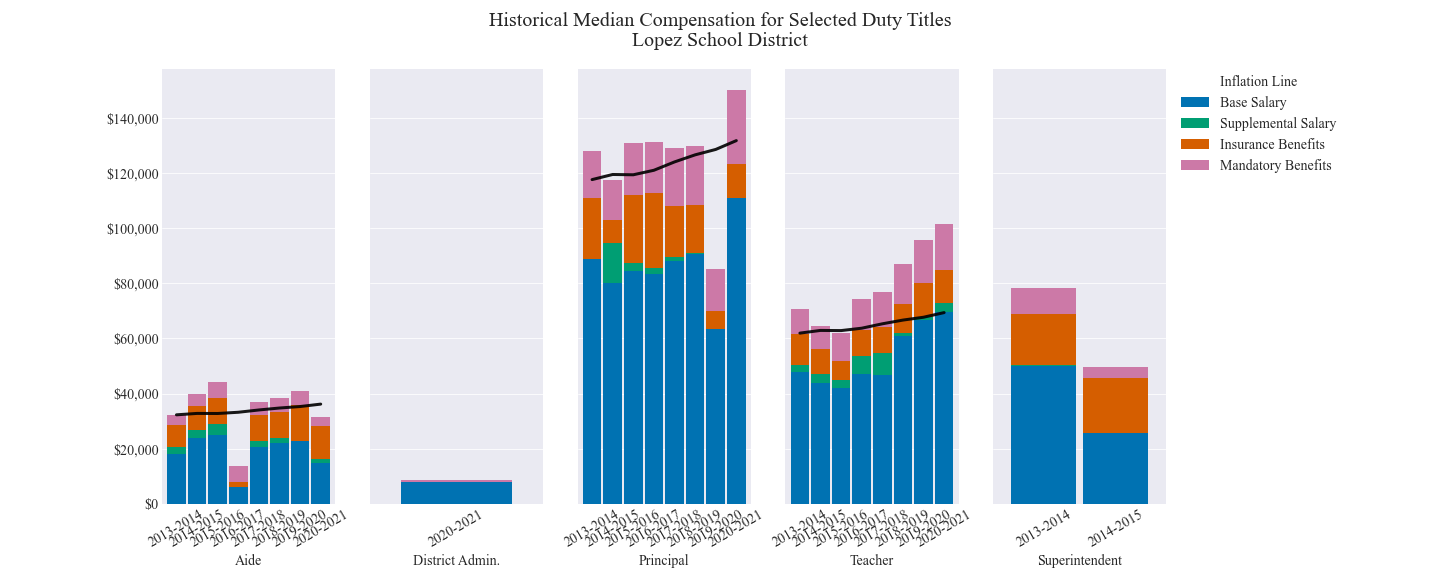 Historical Median Compensation for Selected Duty Titles
Lopez School District
Inflation Line
Base Salary
Supplemental Salary
Insurance Benefits
Mandatory Benefits
$140,000
$120,000
$100,000
$80,000
$60,000
$40,000
$20,000
$0
2013-2014
2014-2015
2015-2016
2016-2017
2017-2018
2018-2019
2019-2020
2020-2021
Aide
2020-2021
District Admin.
2013-2014
2014-2015
2015-2016
2016-2017
2017-2018
2018-2019
2019-2020
2020-2021
Principal
2013-2014
2014-2015
2015-2016
2016-2017
2017-2018
2018-2019
2019-2020
2020-2021
Teacher
2013-2014
2014-2015
Superintendent